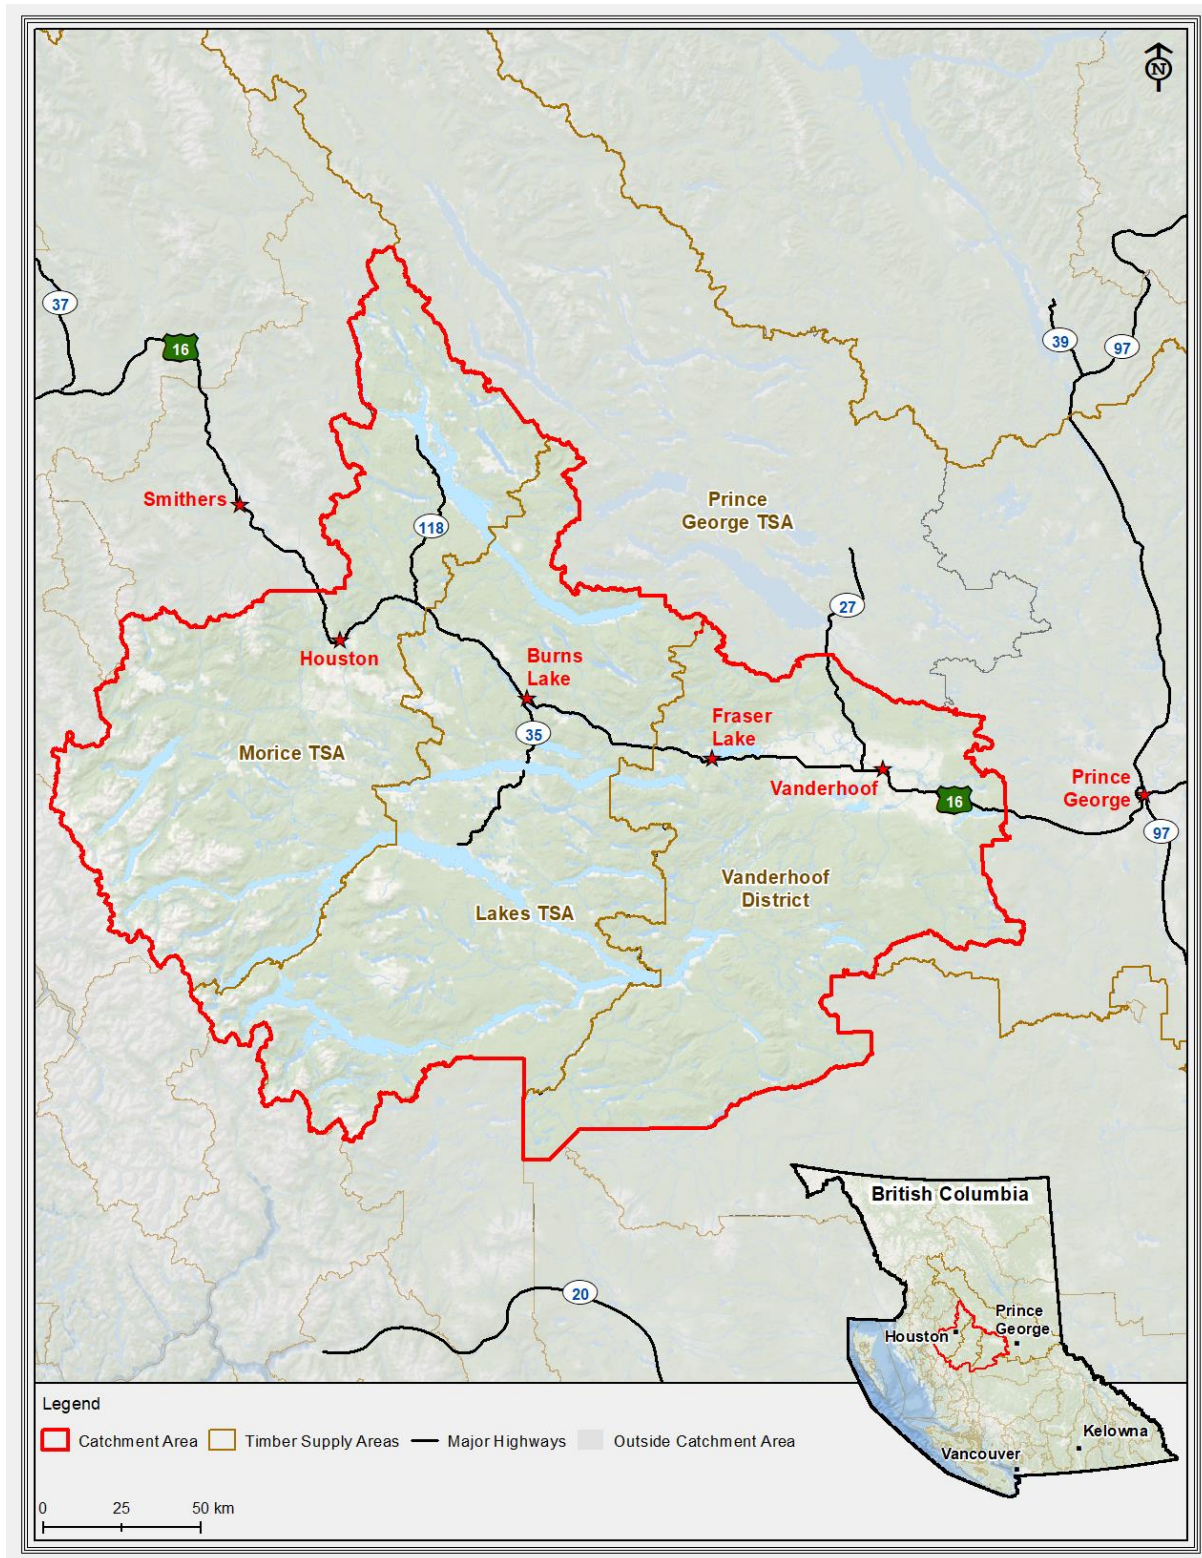 N
37
16
39
97
Smithers
Prince
George TSA
118
27
Houston
Burns
Lake
Fraser
Lake
35
Morice TSA
Vanderhoof
16
Prince
George
97
Vanderhoof
District
Lakes TSA
20
British Columbia
Prince
George
Houston
Kelowna
Vancouver
Legend
Catchment Area
Timber Supply Areas
Major Highways
Outside Catchment Area
0 25 50 km